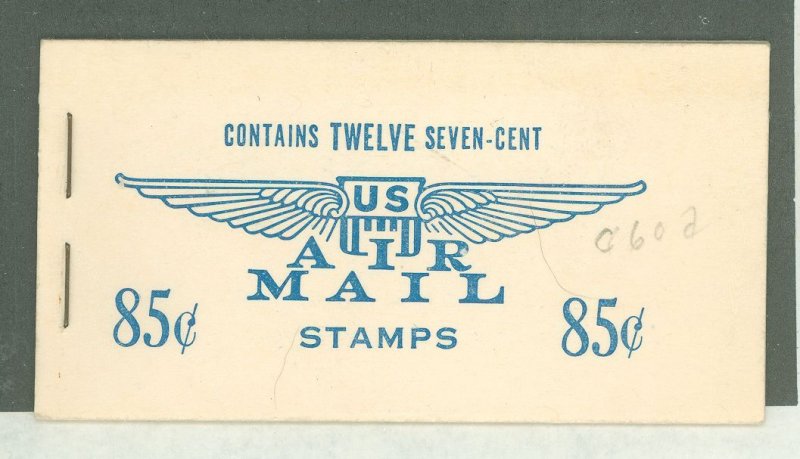 CONTAINS TWELVE SEVEN-CENT
US
AIR
MAIL
85¢ STAMPS 85¢
c60a